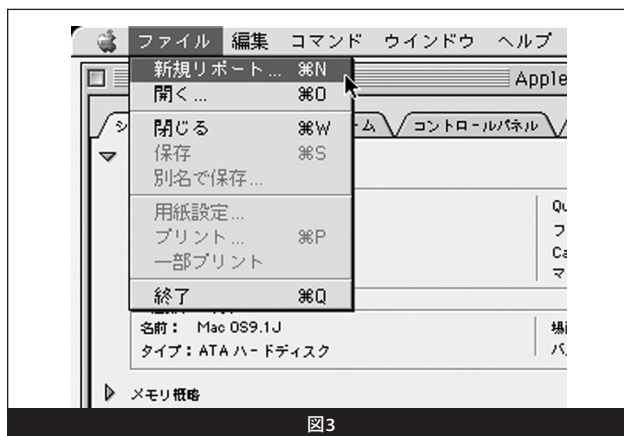 ファイル 編集 コマンド ウインドウ ヘルプ
新規リポート... ⌘N
Apple
開く... ⌘O
閉じる ⌘W
コントロールパネル
保存 ⌘S
別名で保存...
用紙設定...
プリント... ⌘P
一部プリント
終了 ⌘Q
名前： Mac OS9.1J
タイプ：ATA ハードディスク
メモリ概略
図3